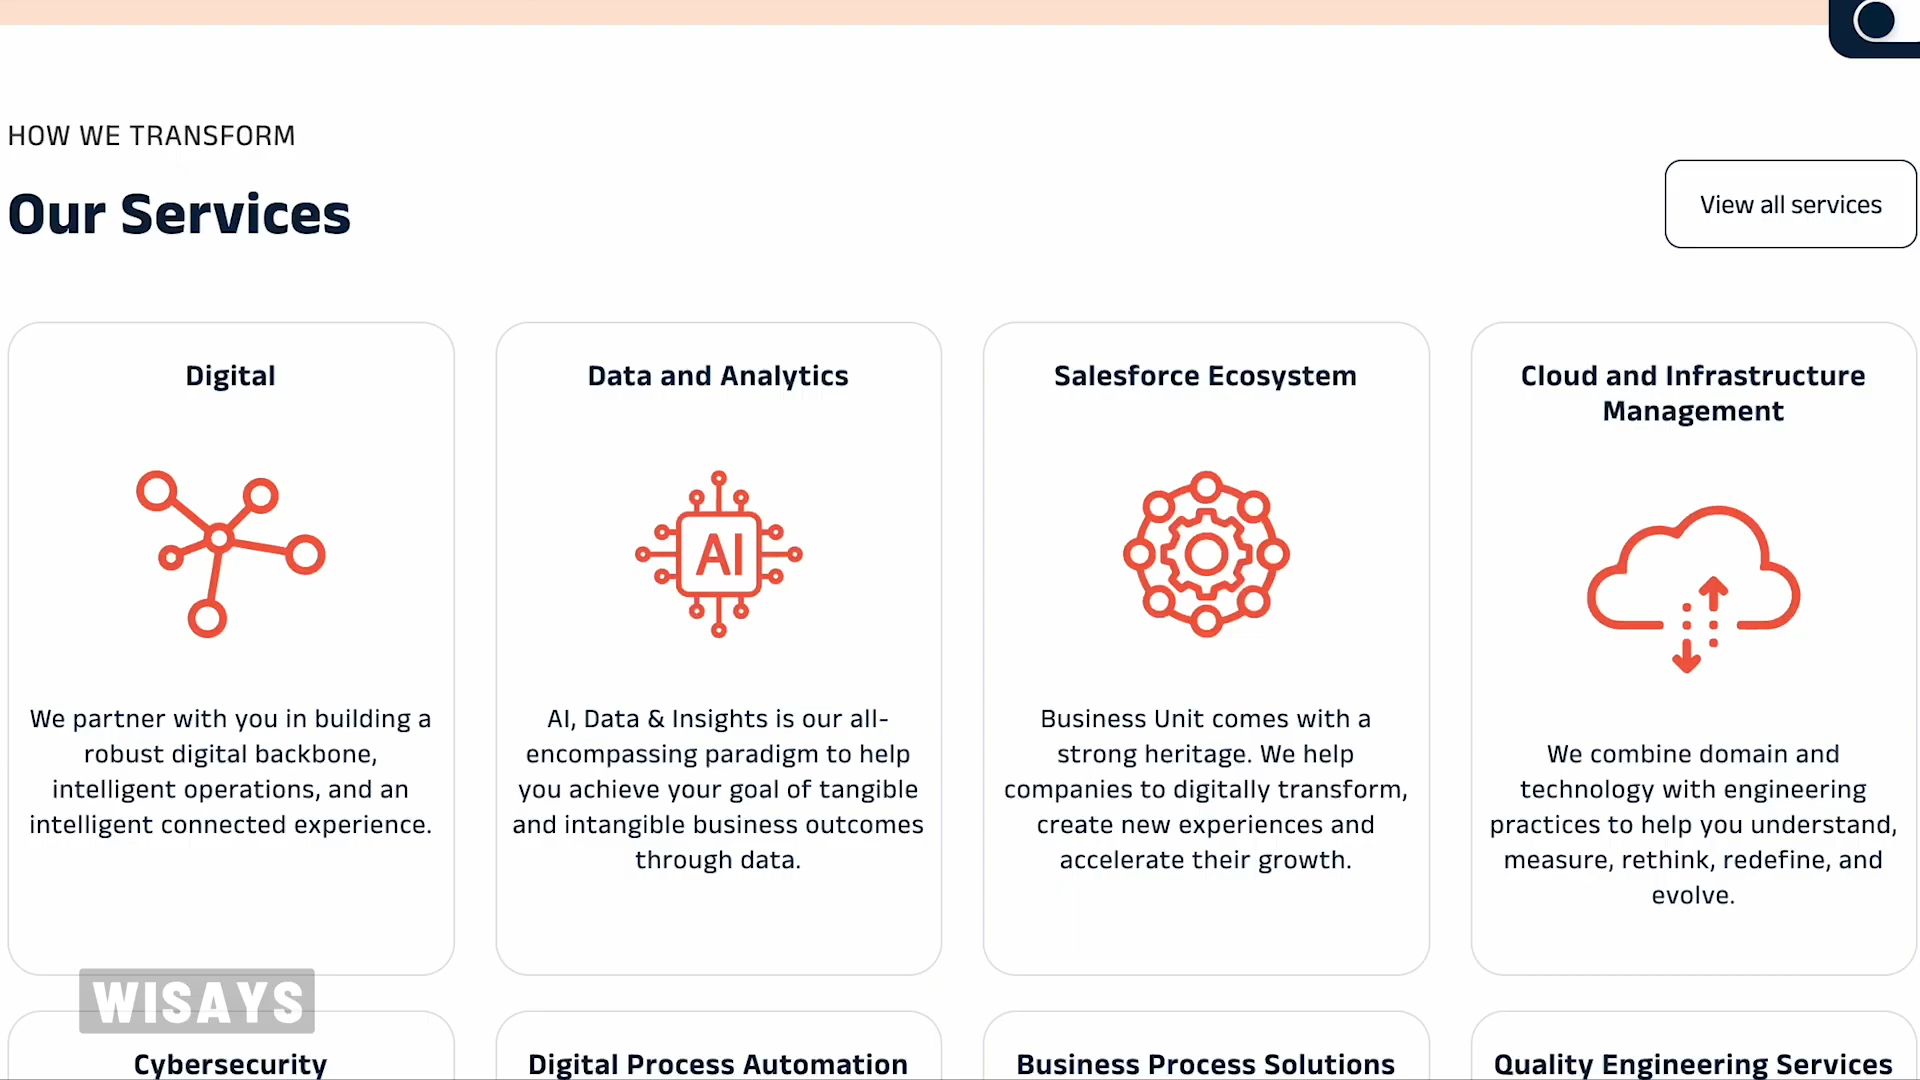 HOW WE TRANSFORM
Our Services
View all services
Digital
We partner with you in building a
robust digital backbone,
intelligent operations, and an
intelligent connected experience.
Data and Analytics
AI
AI, Data & Insights is our all-
encompassing paradigm to help
you achieve your goal of tangible
and intangible business outcomes
through data.
Salesforce Ecosystem
Business Unit comes with a
strong heritage. We help
companies to digitally transform,
create new experiences and
accelerate their growth.
Cloud and Infrastructure
Management
We combine domain and
technology with engineering
practices to help you understand,
measure, rethink, redefine, and
evolve.
WISAYS
Cybersecurity
Digital Process Automation
Business Process Solutions
Quality Engineering Services